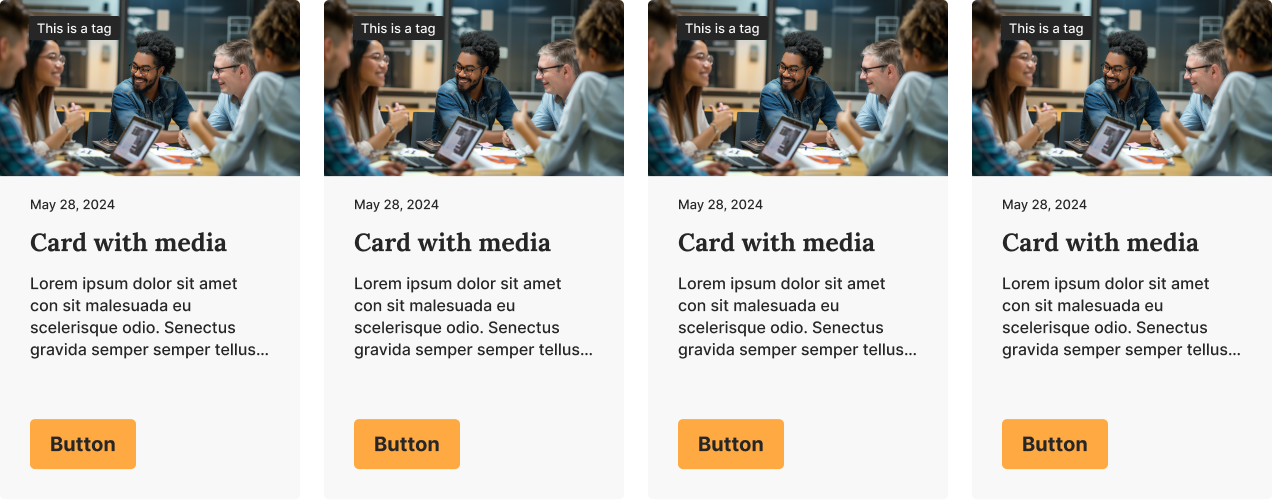 This is a tag
May 28, 2024
Card with media
Lorem ipsum dolor sit amet
con sit malesuada eu
scelerisque odio. Senectus
gravida semper semper tellus...
Button
This is a tag
May 28, 2024
Card with media
Lorem ipsum dolor sit amet
con sit malesuada eu
scelerisque odio. Senectus
gravida semper semper tellus...
Button
This is a tag
May 28, 2024
Card with media
Lorem ipsum dolor sit amet
con sit malesuada eu
scelerisque odio. Senectus
gravida semper semper tellus...
Button
This is a tag
May 28, 2024
Card with media
Lorem ipsum dolor sit amet
con sit malesuada eu
scelerisque odio. Senectus
gravida semper semper tellus...
Button